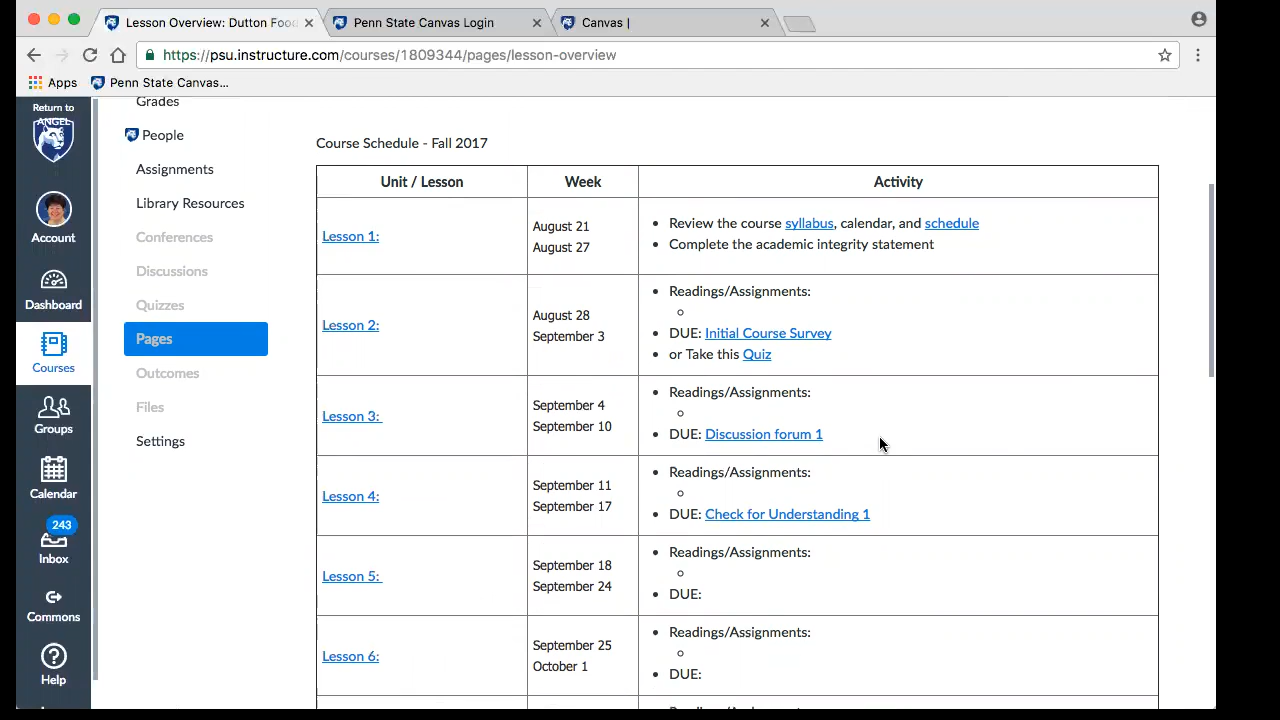 Lesson Overview: Dutton Food
Penn State Canvas Login
Canvas |
https://psu.instructure.com/courses/1809344/pages/lesson-overview
Apps
Penn State Canvas...
Return to
ANGEL
Account
Dashboard
Courses
Groups
Calendar
243
Inbox
Commons
Help
Grades
People
Assignments
Library Resources
Conferences
Discussions
Quizzes
Pages
Outcomes
Files
Settings
Course Schedule - Fall 2017
Unit / Lesson Week Activity
Lesson 1:
August 21
August 27
Review the course syllabus, calendar, and schedule
Complete the academic integrity statement
Lesson 2:
August 28
September 3
Readings/Assignments:
DUE: Initial Course Survey
or Take this Quiz
Lesson 3:
September 4
September 10
Readings/Assignments:
DUE: Discussion forum 1
Lesson 4:
September 11
September 17
Readings/Assignments:
DUE: Check for Understanding 1
Lesson 5:
September 18
September 24
Readings/Assignments:
DUE:
Lesson 6:
September 25
October 1
Readings/Assignments:
DUE: